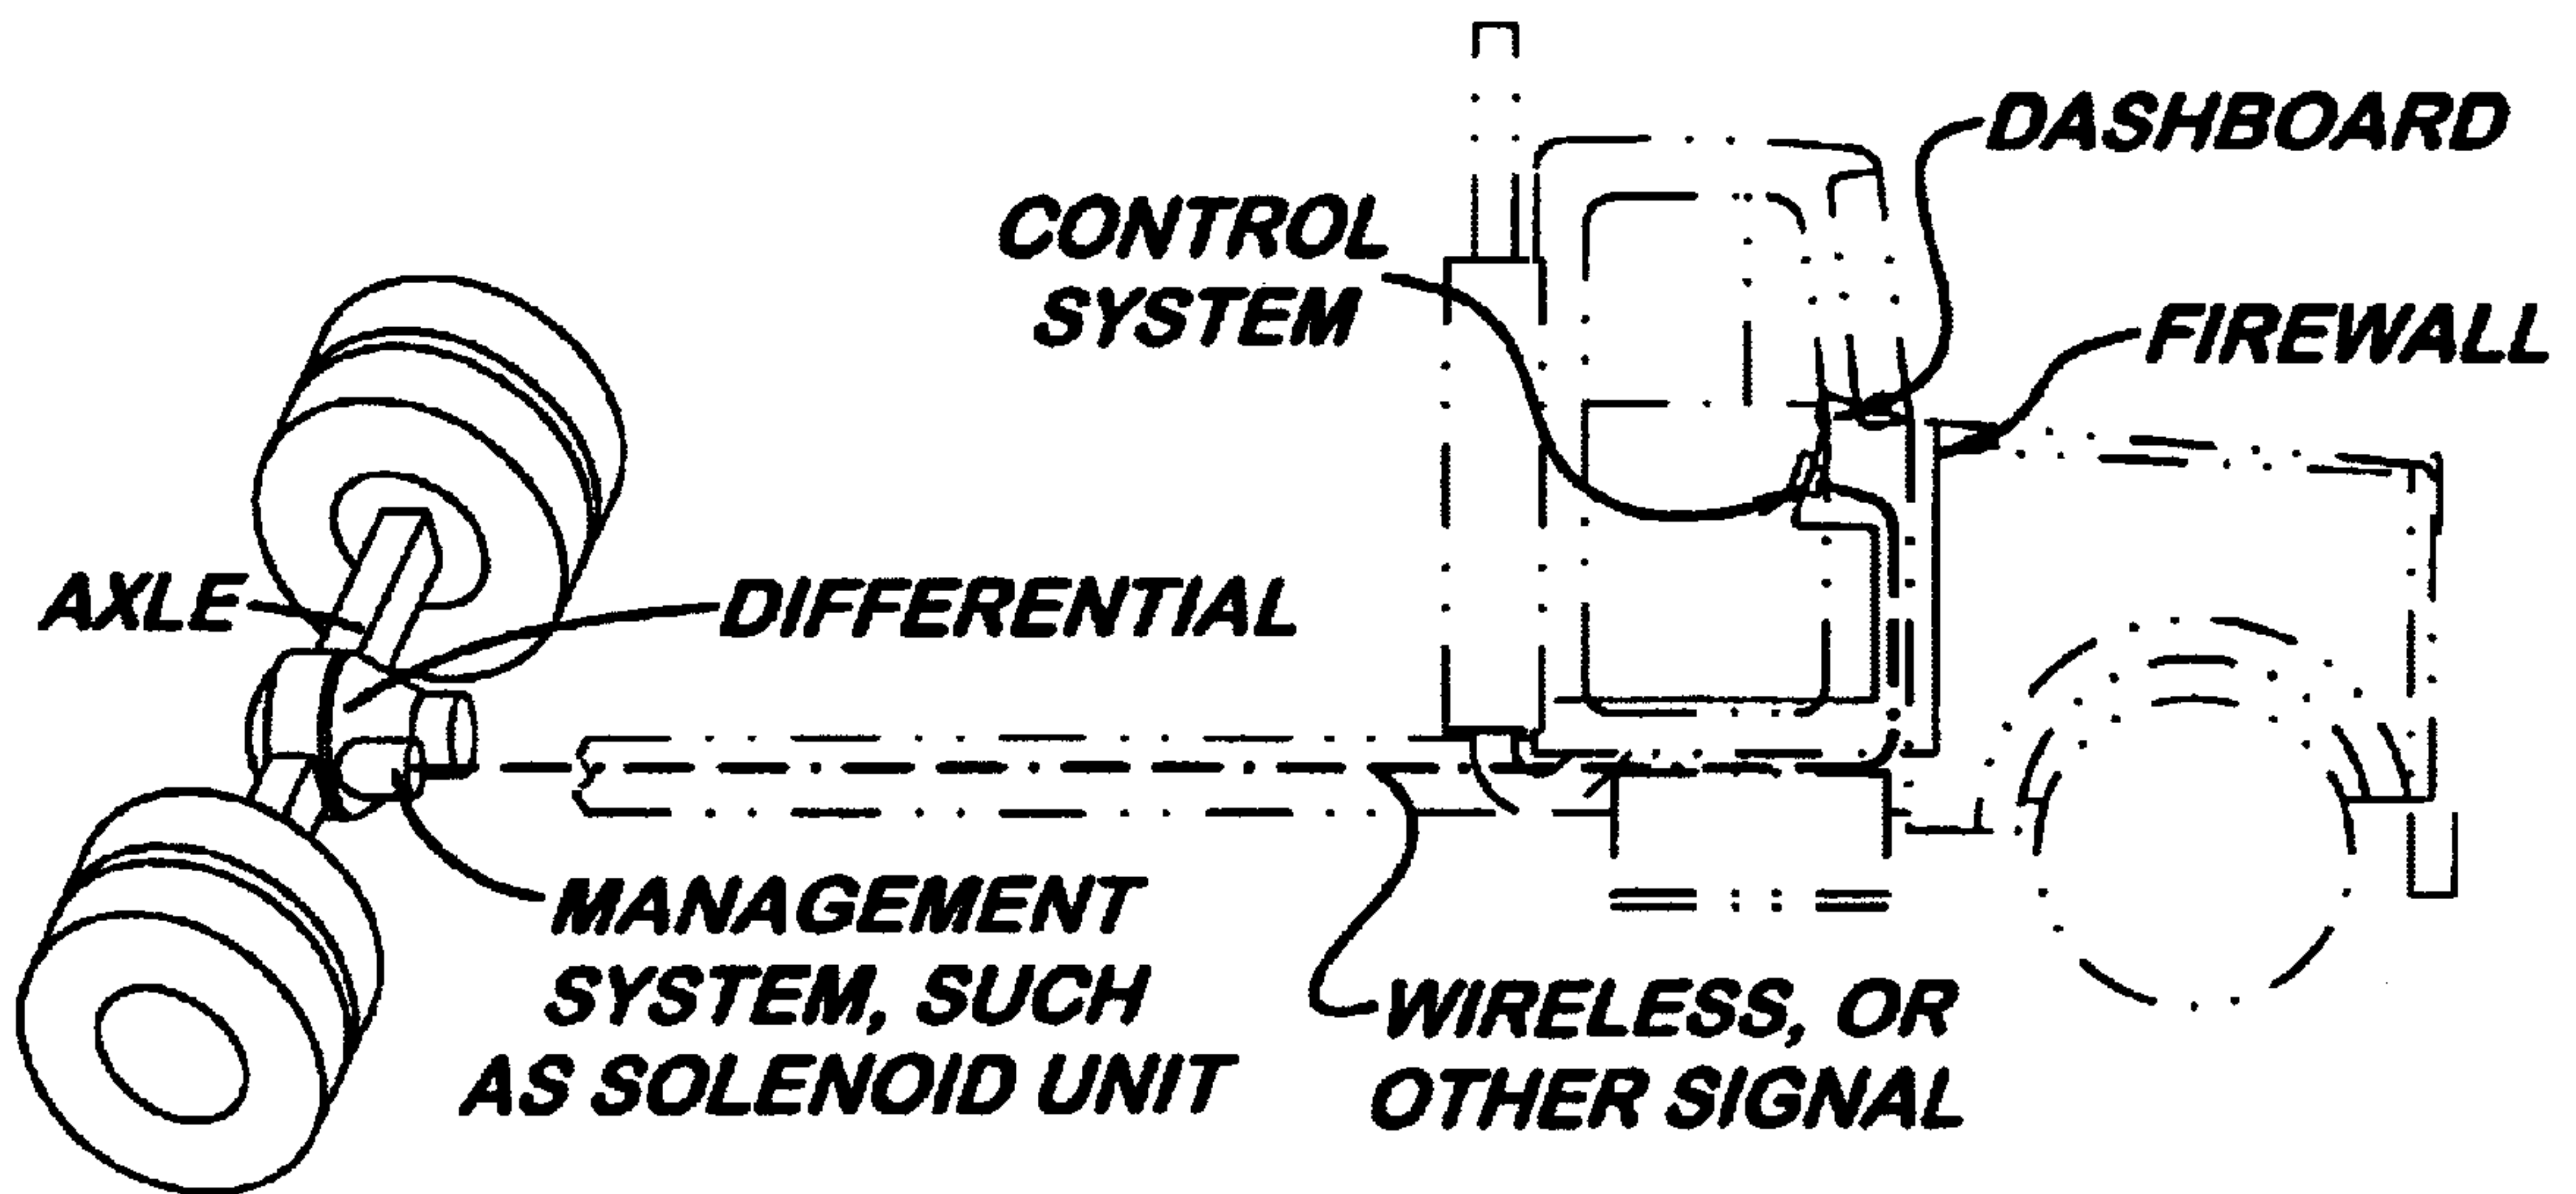 DASHBOARD
CONTROL
SYSTEM
FIREWALL
AXLE
DIFFERENTIAL
MANAGEMENT
SYSTEM, SUCH
AS SOLENOID UNIT
WIRELESS, OR
OTHER SIGNAL